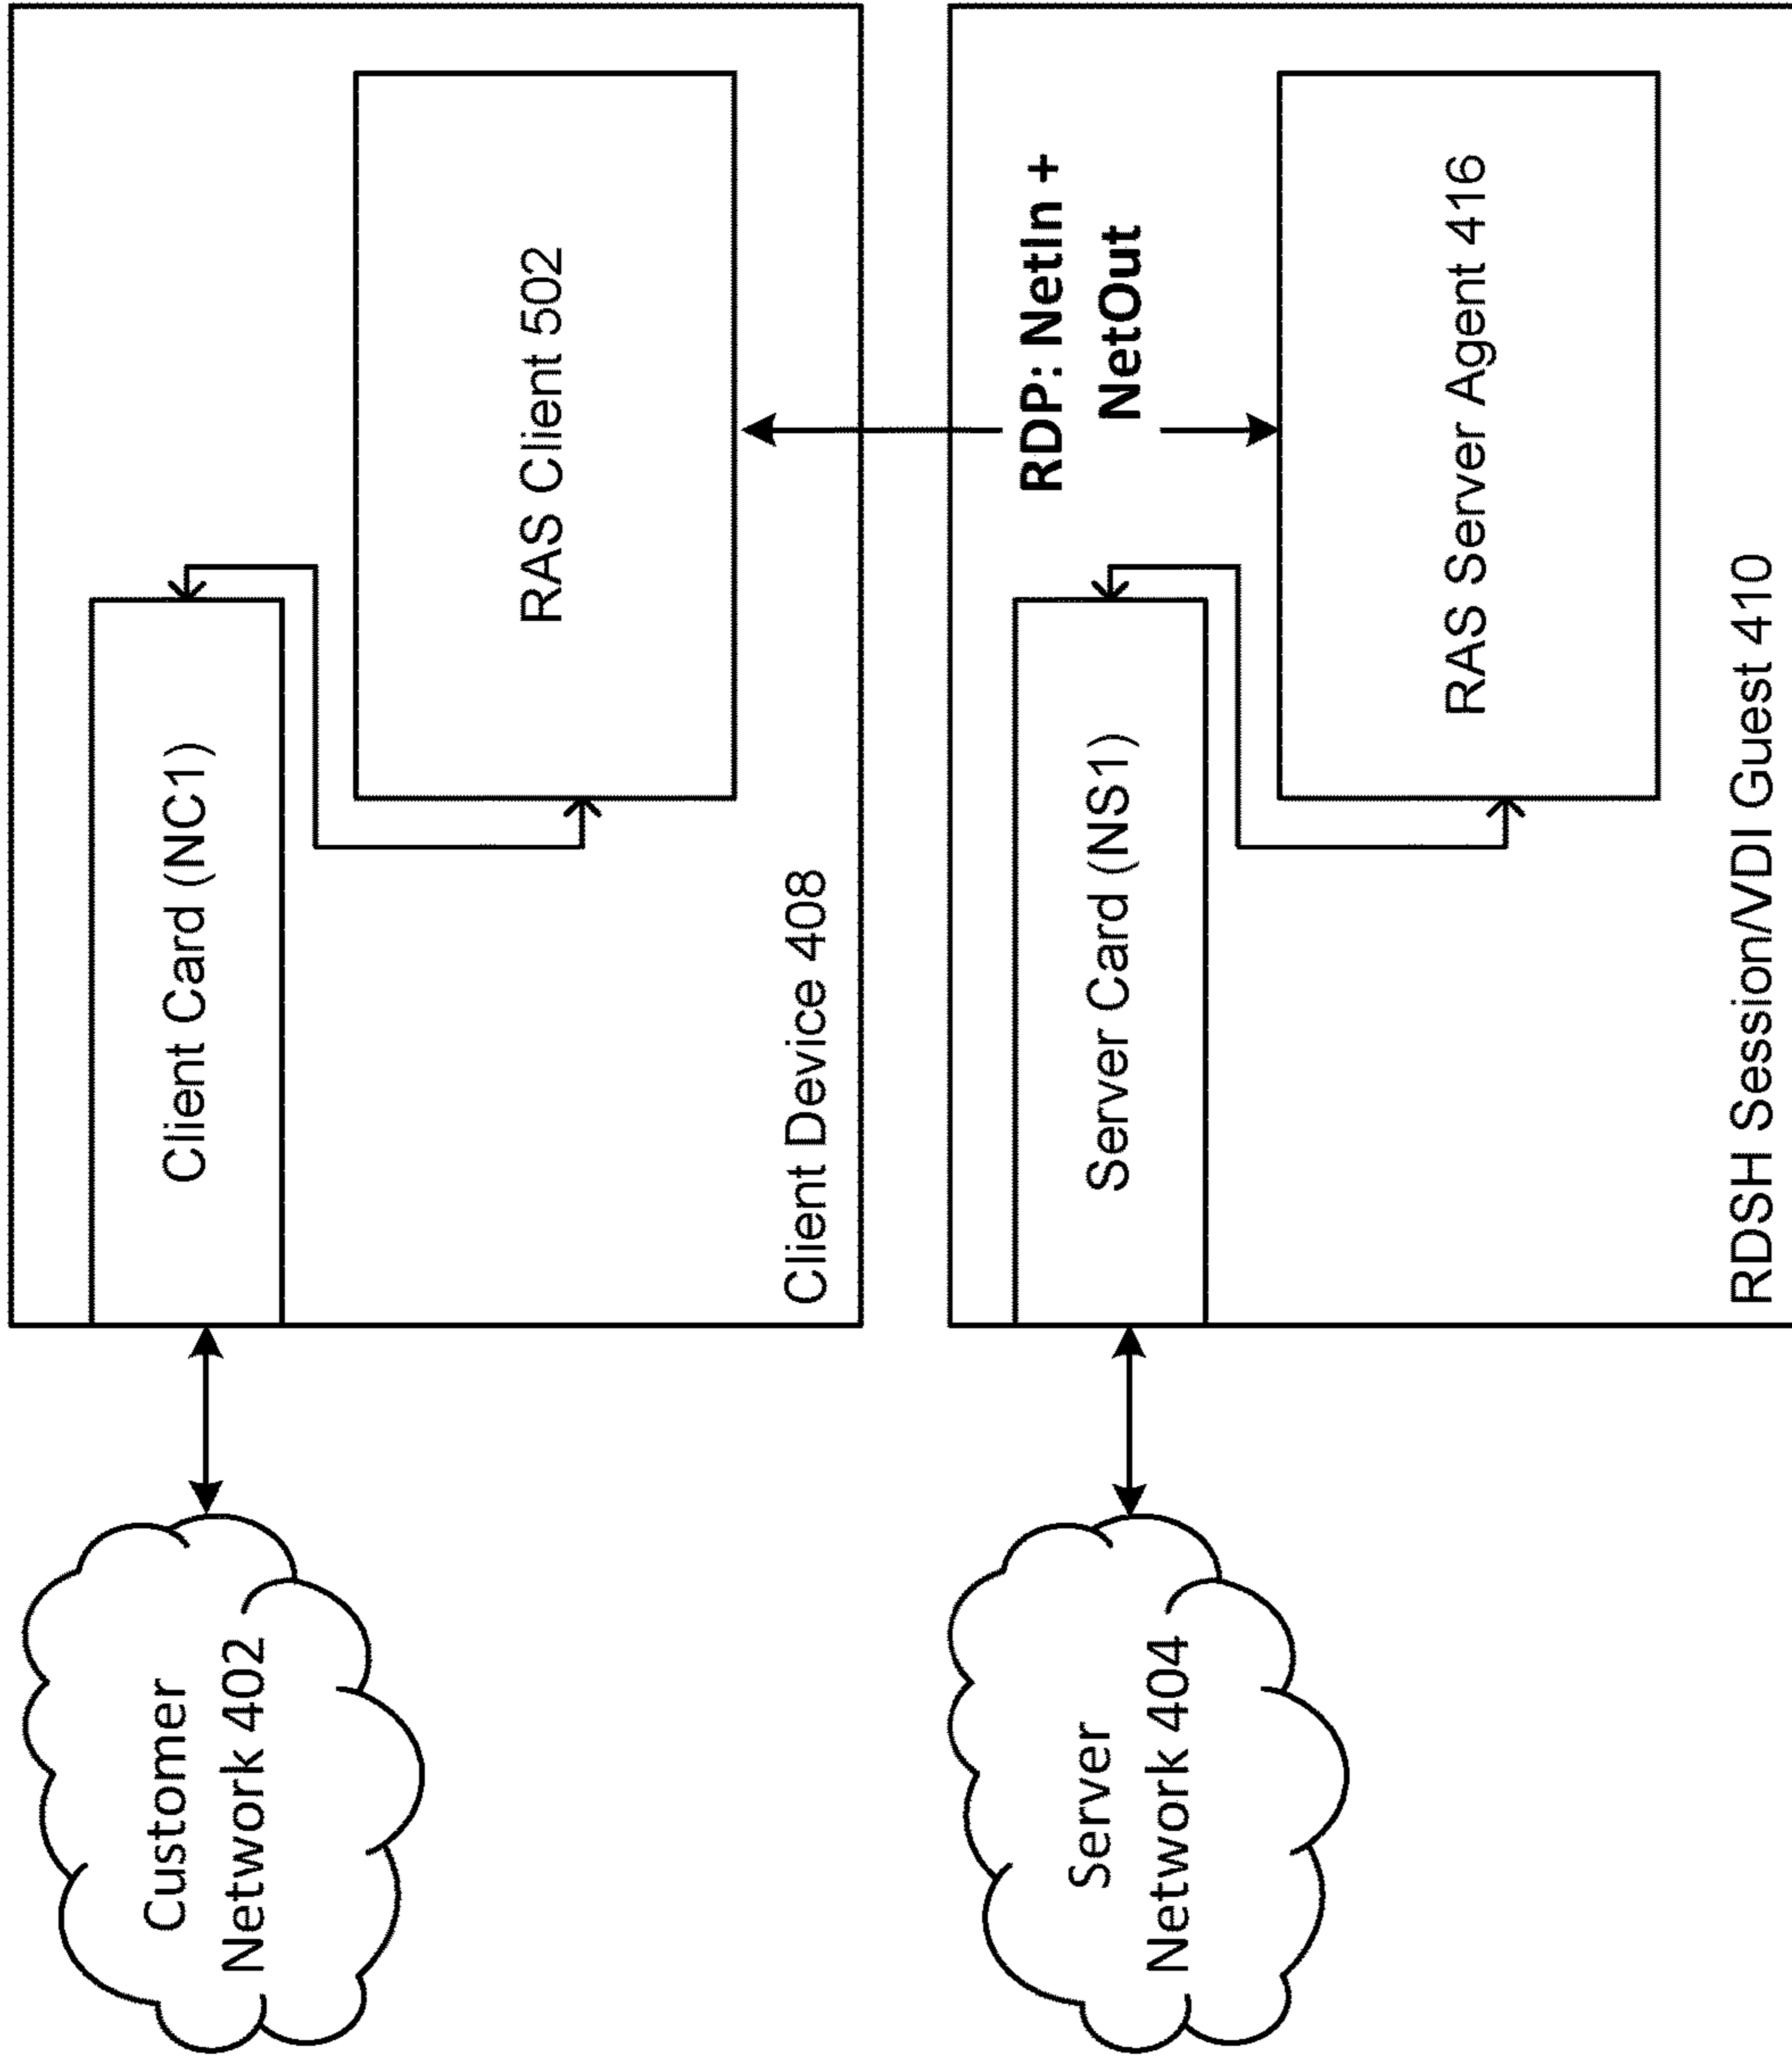 Customer
Network 402
Client Card (NC1)
RAS Client 502
Client Device 408
RDP: NetIn +
NetOut
Server
Network 404
Server Card (NS1)
RAS Server Agent 416
RDSH Session/VDI Guest 410